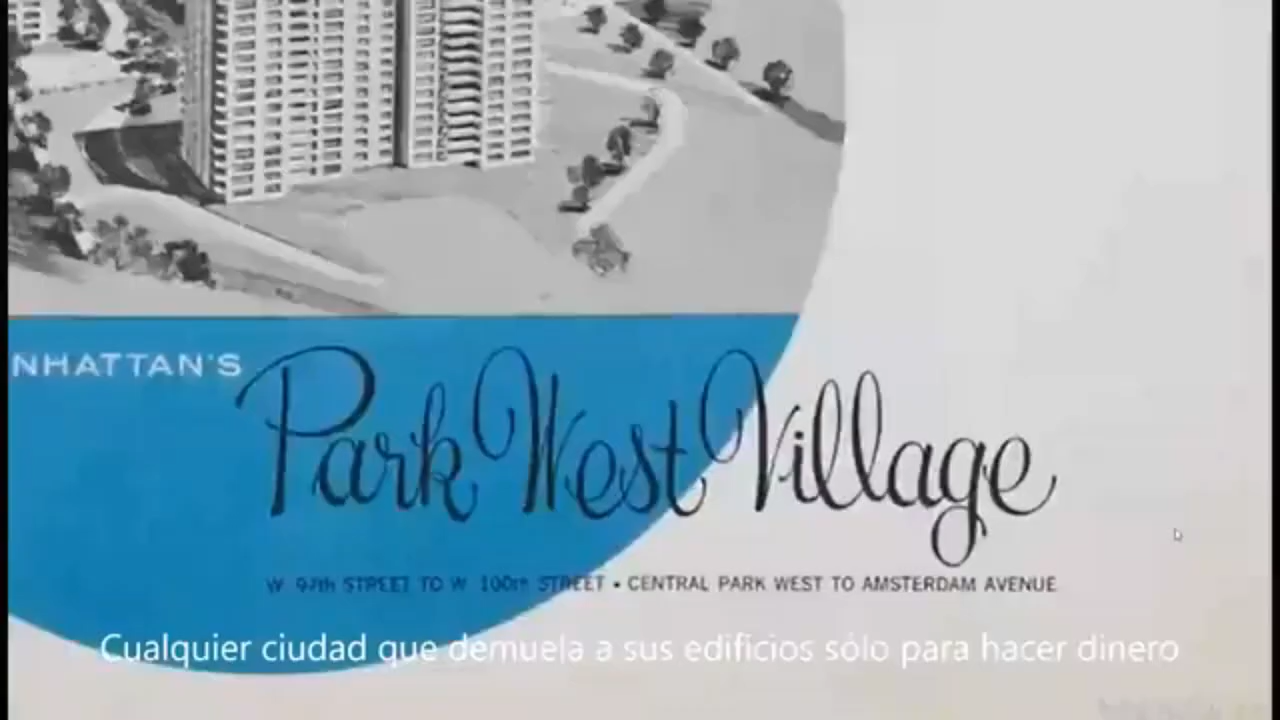 NHATTAN'S
Park West Village
W 97th STREET TO W 100th STREET • CENTRAL PARK WEST TO AMSTERDAM AVENUE
Cualquier ciudad que demuela a sus edificios sólo para hacer dinero